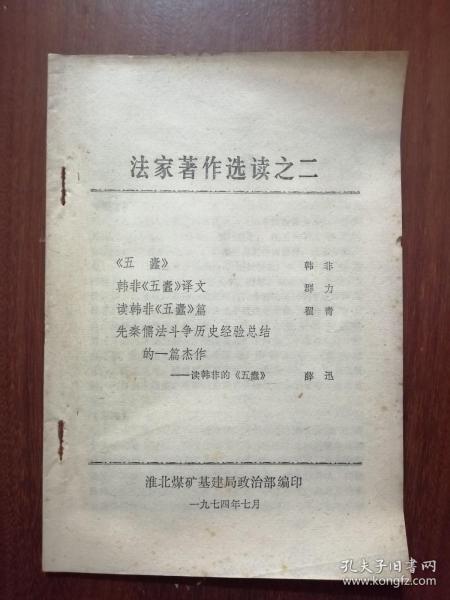 法家著作选读之二
《五 蠹》 韩 非
韩非《五蠹》译文 群 力
读韩非《五蠹》篇 翟 青
先秦儒法斗争历史经验总结
的一篇杰作
——读韩非的《五蠹》 薛 迅
淮北煤矿基建局政治部编印
一九七四年七月
孔夫子旧书网
www.kongfz.com